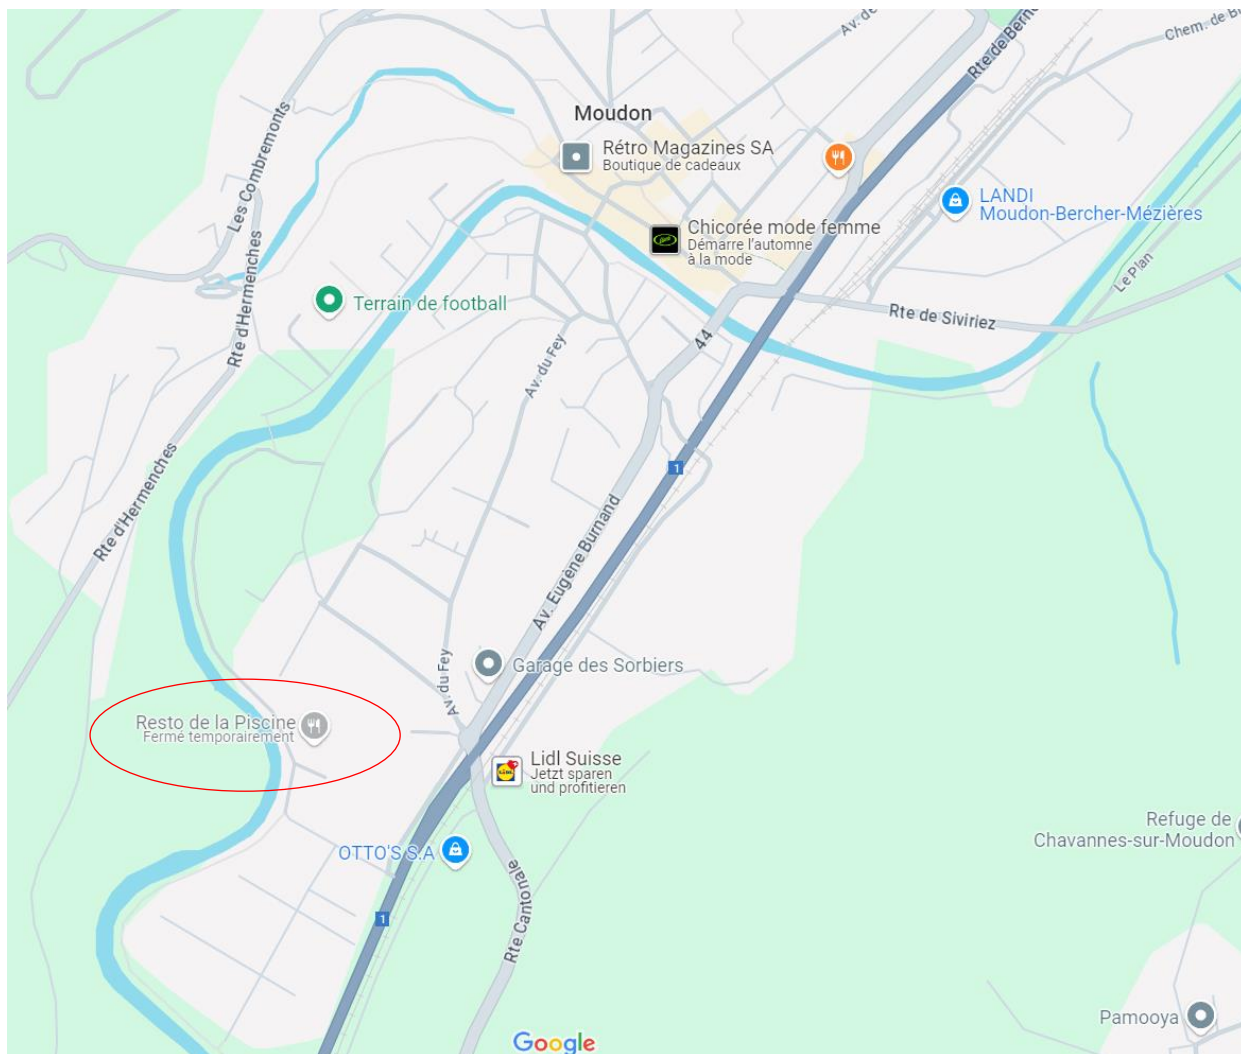 Av. de
Rte de Berne
Chem. de B
Moudon
Rétro Magazines SA
Boutique de cadeaux
Les Combremonts
LANDI
Moudon-Bercher-Mézières
Chicorée mode femme
Démarre l'automne
à la mode
Rte d'Hermenches
Terrain de football
Le Plan
Rte de Siviriez
44
Av. du Fey
1
Rte d'Hermenches
Av. Eugène Burnand
Garage des Sorbiers
Av. du Fey
Resto de la Piscine
Fermé temporairement
Lidl Suisse
Jetzt sparen
und profitieren
LIDL
Refuge de
Chavannes-sur-Moudon
OTTO'S S.A
Rte Cantonale
1
Pamooya
Google